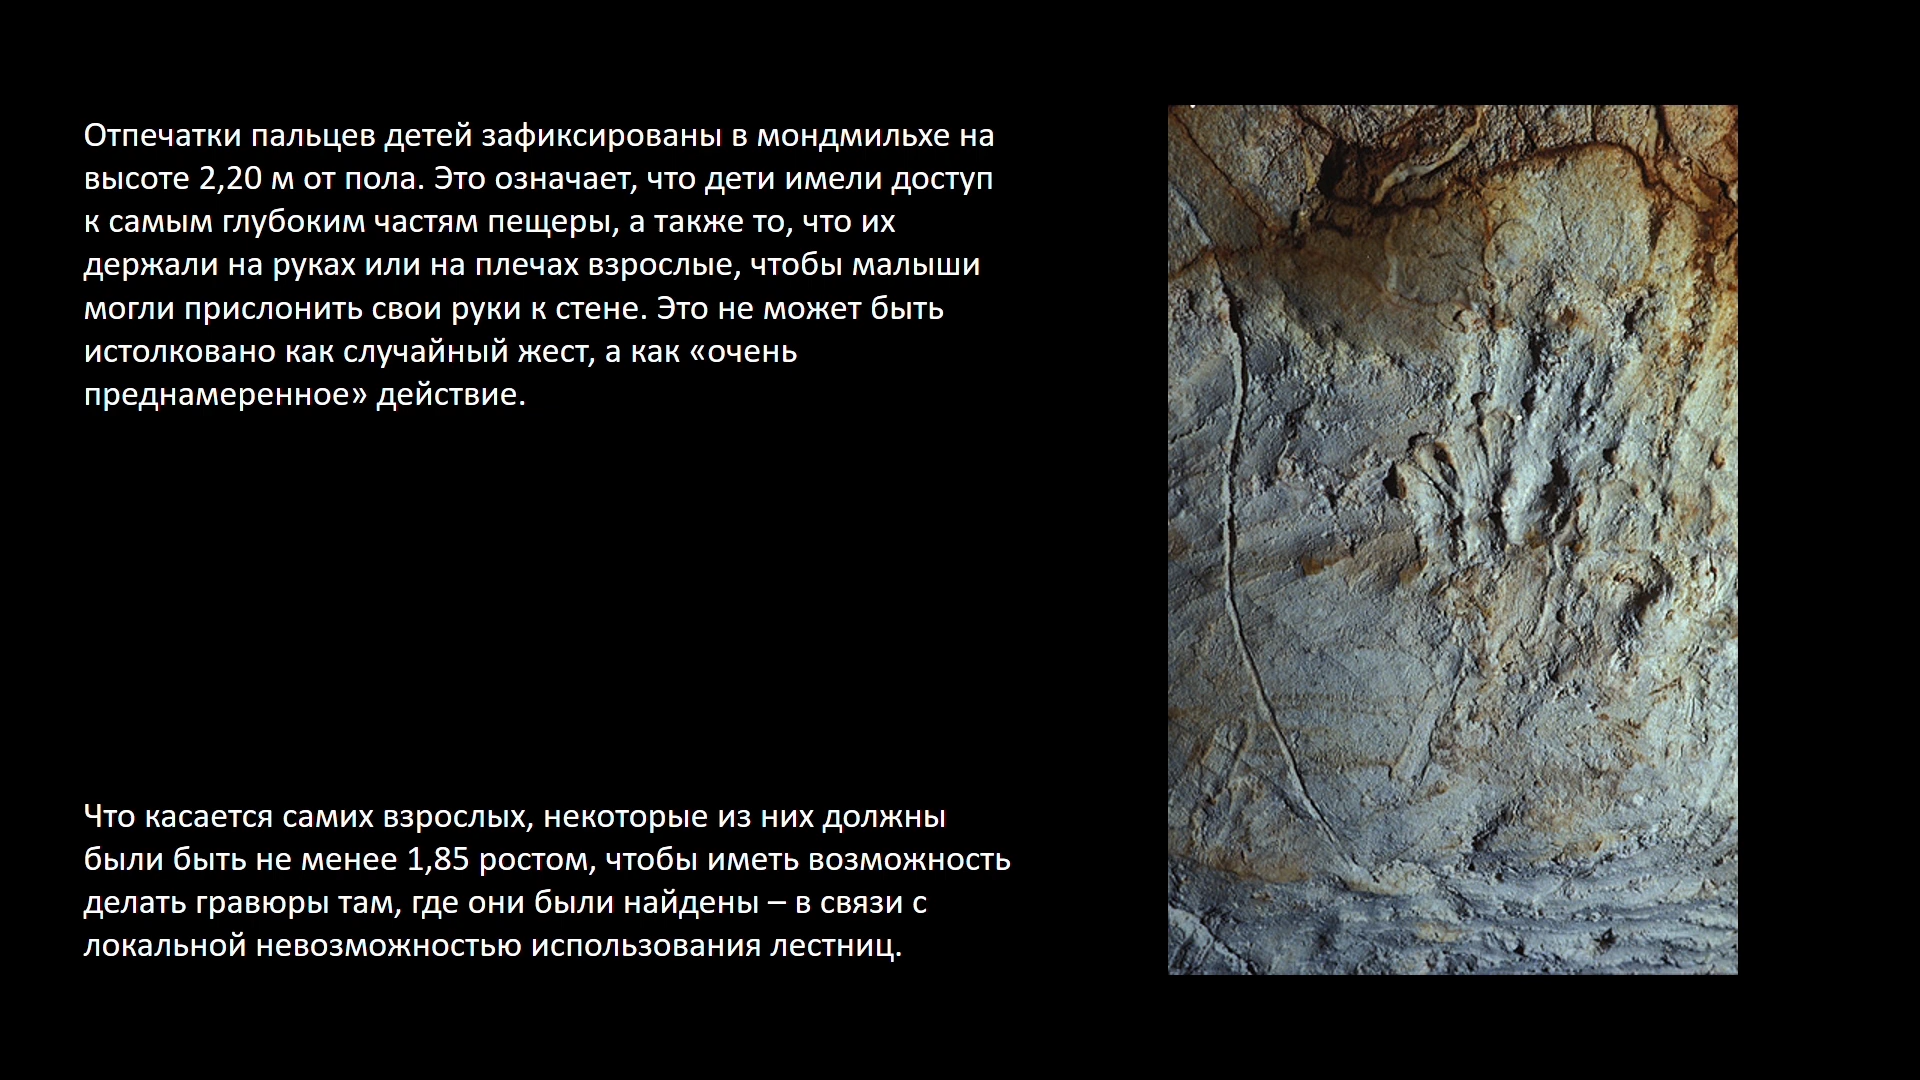 Отпечатки пальцев детей зафиксированы в мондмильхе на
высоте 2,20 м от пола. Это означает, что дети имели доступ
к самым глубоким частям пещеры, а также то, что их
держали на руках или на плечах взрослые, чтобы малыши
могли прислонить свои руки к стене. Это не может быть
истолковано как случайный жест, а как «очень
преднамеренное» действие.
Что касается самих взрослых, некоторые из них должны
были быть не менее 1,85 ростом, чтобы иметь возможность
делать гравюры там, где они были найдены – в связи с
локальной невозможностью использования лестниц.